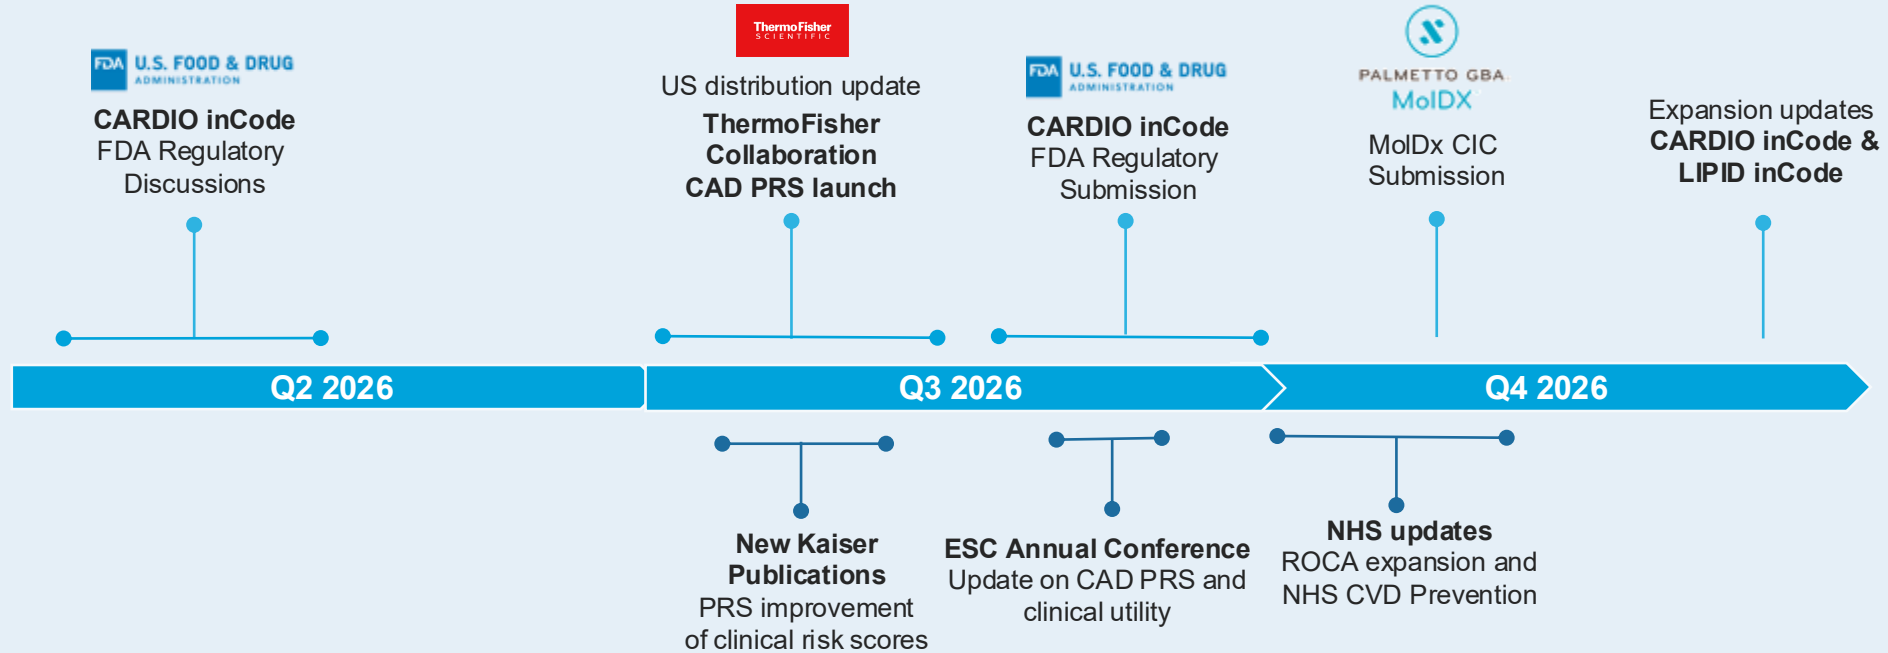 FDA U.S. FOOD & DRUG
ADMINISTRATION
CARDIO inCode
FDA Regulatory
Discussions
ThermoFisher
SCIENTIFIC
US distribution update
ThermoFisher
Collaboration
CAD PRS launch
FDA U.S. FOOD & DRUG
ADMINISTRATION
CARDIO inCode
FDA Regulatory
Submission
PALMETTO GBA
MolDX
MolDx CIC
Submission
Expansion updates
CARDIO inCode &
LIPID inCode
Q2 2026
Q3 2026
Q4 2026
New Kaiser
Publications
PRS improvement
of clinical risk scores
ESC Annual Conference
Update on CAD PRS and
clinical utility
NHS updates
ROCA expansion and
NHS CVD Prevention